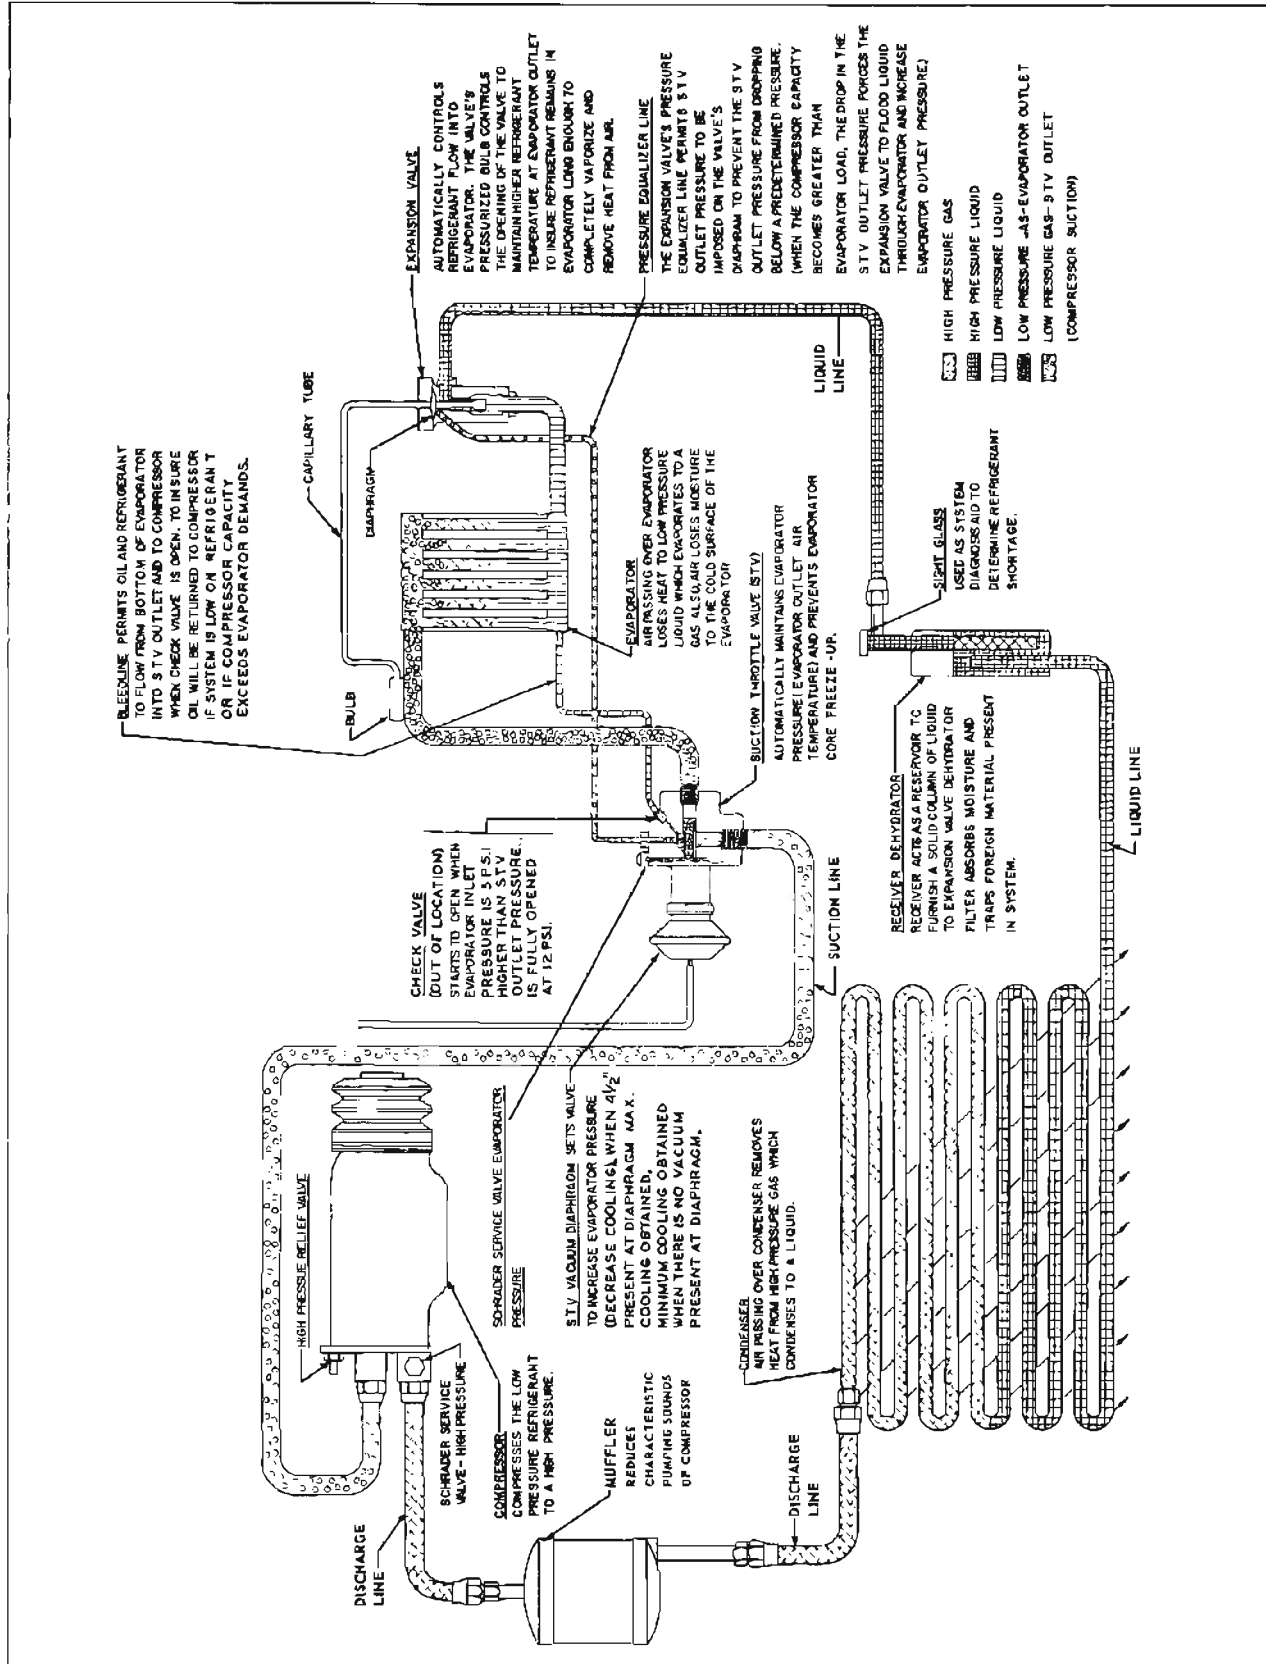 BLEEDLINE PERMITS OIL AND REFRIGERANT
TO FLOW FROM BOTTOM OF EVAPORATOR
INTO STV OUTLET AND TO COMPRESSOR
WHEN CHECK VALVE IS OPEN. TO INSURE
OIL WILL BE RETURNED TO COMPRESSOR
IF SYSTEM IS LOW ON REFRIGERANT
OR IF COMPRESSOR CAPACITY
EXCEEDS EVAPORATOR DEMANDS.
CAPILLARY TUBE
BULB
DIAPHRAGM
EXPANSION VALVE
AUTOMATICALLY CONTROLS
REFRIGERANT FLOW INTO
EVAPORATOR. THE VALVE'S
PRESSURIZED BULB CONTROLS
THE OPENING OF THE VALVE TO
MAINTAIN HIGHER REFRIGERANT
TEMPERATURE AT EVAPORATOR OUTLET
TO INSURE REFRIGERANT REMAINS IN
EVAPORATOR LONG ENOUGH TO
COMPLETELY VAPORIZE AND
REMOVE HEAT FROM AIR.
PRESSURE EQUALIZER LINE
THE EXPANSION VALVE'S PRESSURE
EQUALIZER LINE PERMITS STV
OUTLET PRESSURE TO BE
IMPOSED ON THE VALVE'S
DIAPHRAM TO PREVENT THE STV
OUTLET PRESSURE FROM DROPPING
BELOW A PREDETERMINED PRESSURE.
(WHEN THE COMPRESSOR CAPACITY
BECOMES GREATER THAN
EVAPORATOR LOAD, THE DROP IN THE
STV OUTLET PRESSURE FORCES THE
EXPANSION VALVE TO FLOOD LIQUID
THROUGH EVAPORATOR AND INCREASE
EVAPORATOR OUTLET PRESSURE.)
HIGH PRESSURE GAS
HIGH PRESSURE LIQUID
LOW PRESSURE LIQUID
LOW PRESSURE GAS-EVAPORATOR OUTLET
LOW PRESSURE GAS-STV OUTLET
(COMPRESSOR SUCTION)
EVAPORATOR
AIR PASSING OVER EVAPORATOR
LOSES HEAT TO LOW PRESSURE
LIQUID WHICH EVAPORATES TO A
GAS ALSO, AIR LOSES MOISTURE
TO THE COLD SURFACE OF THE
EVAPORATOR
LIQUID
LINE
SUCTION THROTTLE VALVE (STV)
AUTOMATICALLY MAINTAINS EVAPORATOR
PRESSURE (EVAPORATOR OUTLET AIR
TEMPERATURE) AND PREVENTS EVAPORATOR
CORE FREEZE-UP.
SIGHT GLASS
USED AS SYSTEM
DIAGNOSIS AID TO
DETERMINE REFRIGERANT
SHORTAGE.
CHECK VALVE
(OUT OF LOCATION)
STARTS TO OPEN WHEN
EVAPORATOR INLET
PRESSURE IS 5 P.S.I
HIGHER THAN STV
OUTLET PRESSURE.
IS FULLY OPENED
AT 12 P.S.I.
RECEIVER DEHYDRATOR
RECEIVER ACTS AS A RESERVOIR TO
FURNISH A SOLID COLUMN OF LIQUID
TO EXPANSION VALVE DEHYDRATOR
FILTER ABSORBS MOISTURE AND
TRAPS FOREIGN MATERIAL PRESENT
IN SYSTEM.
SUCTION LINE
LIQUID LINE
HIGH PRESSUE RELIEF VALVE
SCHRADER SERVICE VALVE EVAPORATOR
PRESSURE
STV VACUUM DIAPHRAGM SETS VALVE
TO INCREASE EVAPORATOR PRESSURE
(DECREASE COOLING), WHEN 4½"
PRESENT AT DIAPHRAGM MAX.
COOLING OBTAINED,
MINIMUM COOLING OBTAINED
WHEN THERE IS NO VACUUM
PRESENT AT DIAPHRAGM.
SCHRADER SERVICE
VALVE-HIGH PRESSURE
COMPRESSOR
COMPRESSES THE LOW
PRESSURE REFRIGERANT
TO A HIGH PRESSURE.
CONDENSER
AIR PASSING OVER CONDENSER REMOVES
HEAT FROM HIGH PRESSURE GAS WHICH
CONDENSES TO A LIQUID.
MUFFLER
REDUCES
CHARACTERISTIC
PUMPING SOUNDS
OF COMPRESSOR
DISCHARGE
LINE
DISCHARGE
LINE